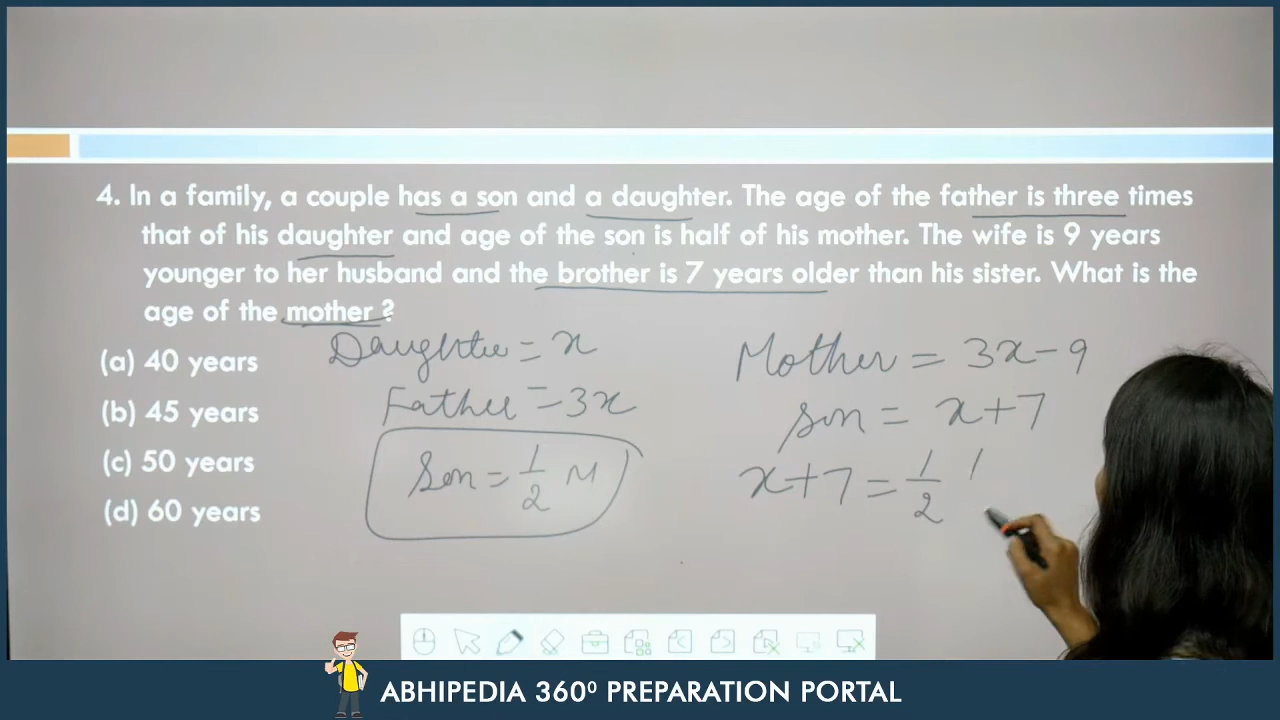 4. In a family, a couple has a son and a daughter. The age of the father is three times
that of his daughter and age of the son is half of his mother. The wife is 9 years
younger to her husband and the brother is 7 years older than his sister. What is the
age of the mother ?
(a) 40 years
(b) 45 years
(c) 50 years
(d) 60 years
Daughter = x
Father = 3x
Son = 1/2 M
Mother = 3x-9
son = x+7
x+7 = 1/2
ABHIPEDIA 360⁰ PREPARATION PORTAL